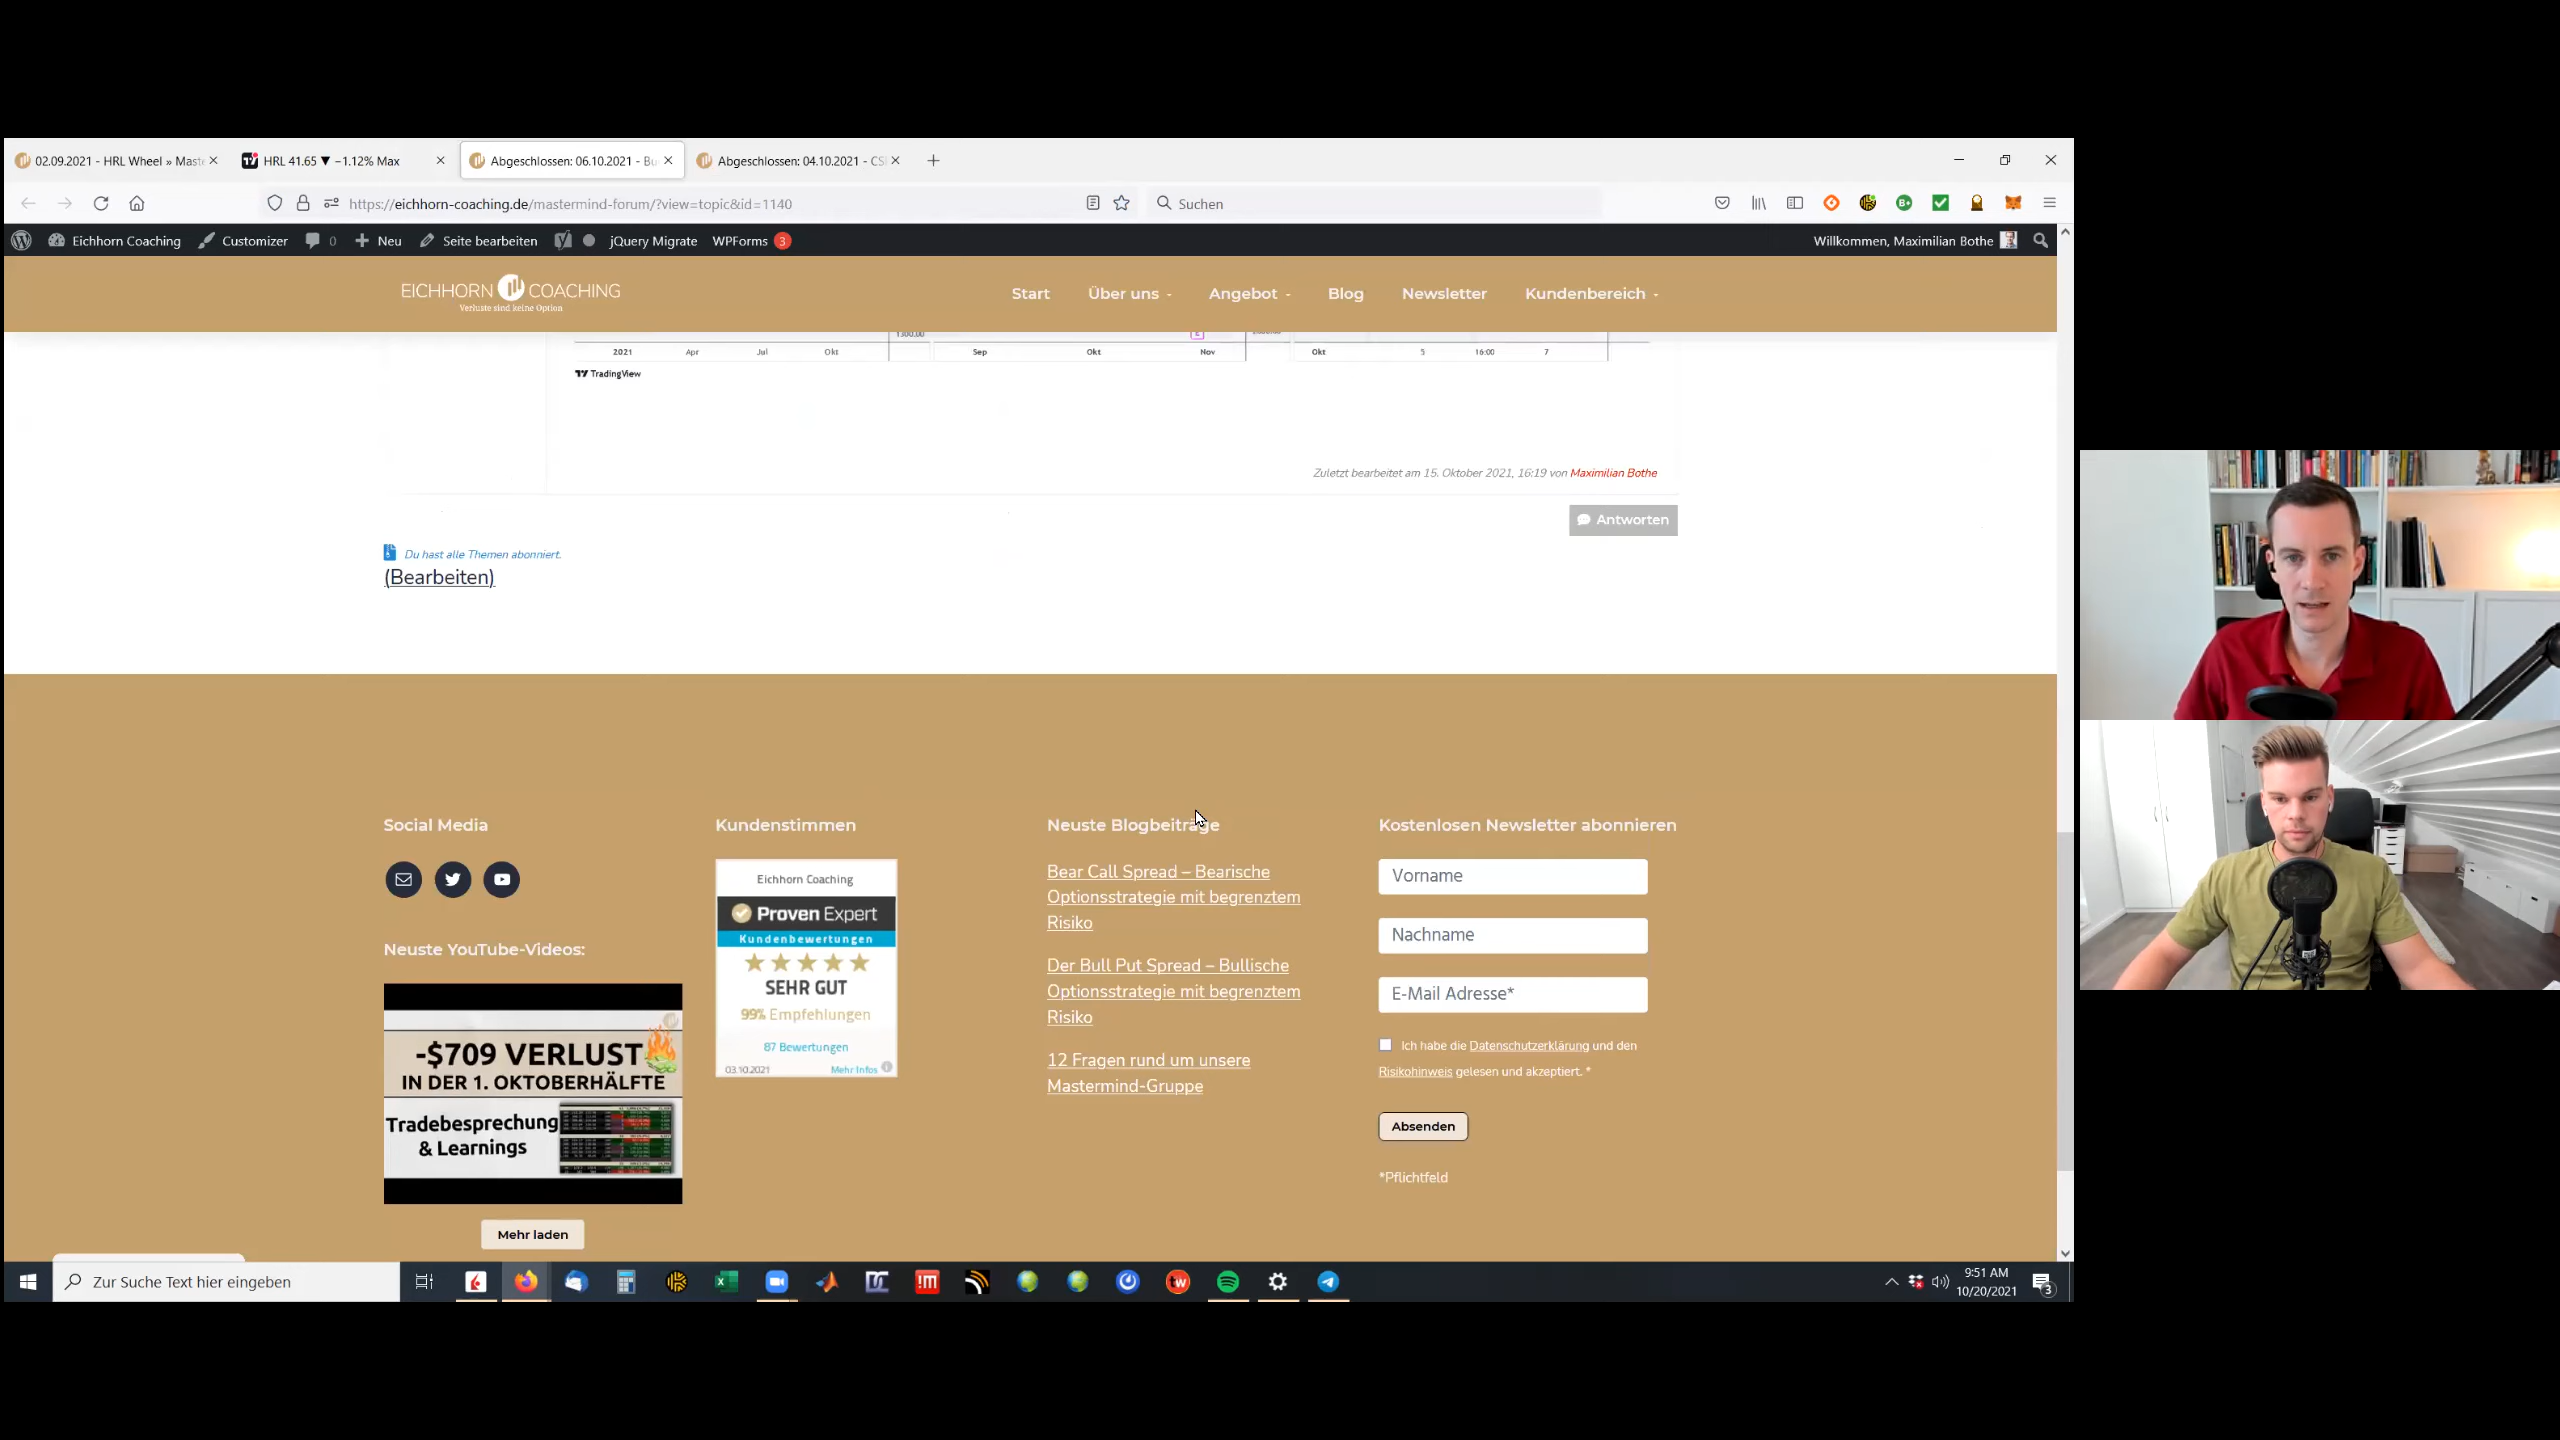 02.09.2021 - HRL Wheel » Maste
HRL 41.65 ▼ −1.12% Max
Abgeschlossen: 06.10.2021 - Bu
Abgeschlossen: 04.10.2021 - CS
https://eichhorn-coaching.de/mastermind-forum/?view=topic&id=1140
Suchen
Eichhorn Coaching
Customizer
0
Neu
Seite bearbeiten
jQuery Migrate
WPForms 3
Willkommen, Maximilian Bothe
EICHHORN COACHING
Verluste sind keine Option
Start
Über uns
Angebot
Blog
Newsletter
Kundenbereich
1300.00
E
2021 Apr Jul Okt Sep Okt Nov Okt 5 16:00 7
TradingView
Zuletzt bearbeitet am 15. Oktober 2021, 16:19 von Maximilian Bothe
Antworten
Du hast alle Themen abonniert.
(Bearbeiten)
Social Media
Neuste YouTube-Videos:
-$709 VERLUST
IN DER 1. OKTOBERHÄLFTE
Tradebesprechung
& Learnings
Mehr laden
Kundenstimmen
Eichhorn Coaching
Proven Expert
Kundenbewertungen
SEHR GUT
99% Empfehlungen
87 Bewertungen
03.10.2021 Mehr Infos
Neuste Blogbeiträge
Bear Call Spread – Bearische
Optionsstrategie mit begrenztem
Risiko
Der Bull Put Spread – Bullische
Optionsstrategie mit begrenztem
Risiko
12 Fragen rund um unsere
Mastermind-Gruppe
Kostenlosen Newsletter abonnieren
Vorname
Nachname
E-Mail Adresse*
Ich habe die Datenschutzerklärung und den
Risikohinweis gelesen und akzeptiert. *
Absenden
*Pflichtfeld
Zur Suche Text hier eingeben
9:51 AM
10/20/2021
3